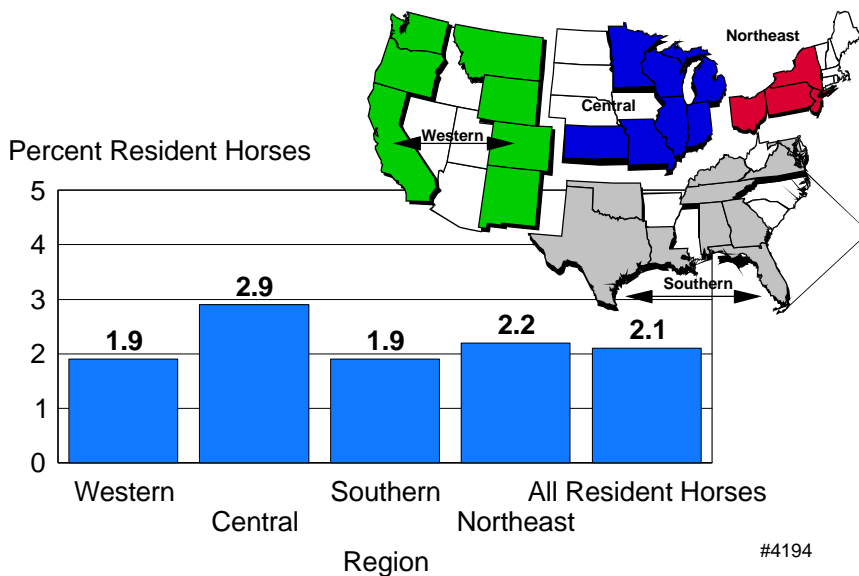 Northeast
Central
Western
Southern
Percent Resident Horses
5
4
3
2
1
0
1.9
2.9
1.9
2.2
2.1
Western
Central
Southern
Northeast
All Resident Horses
Region
#4194